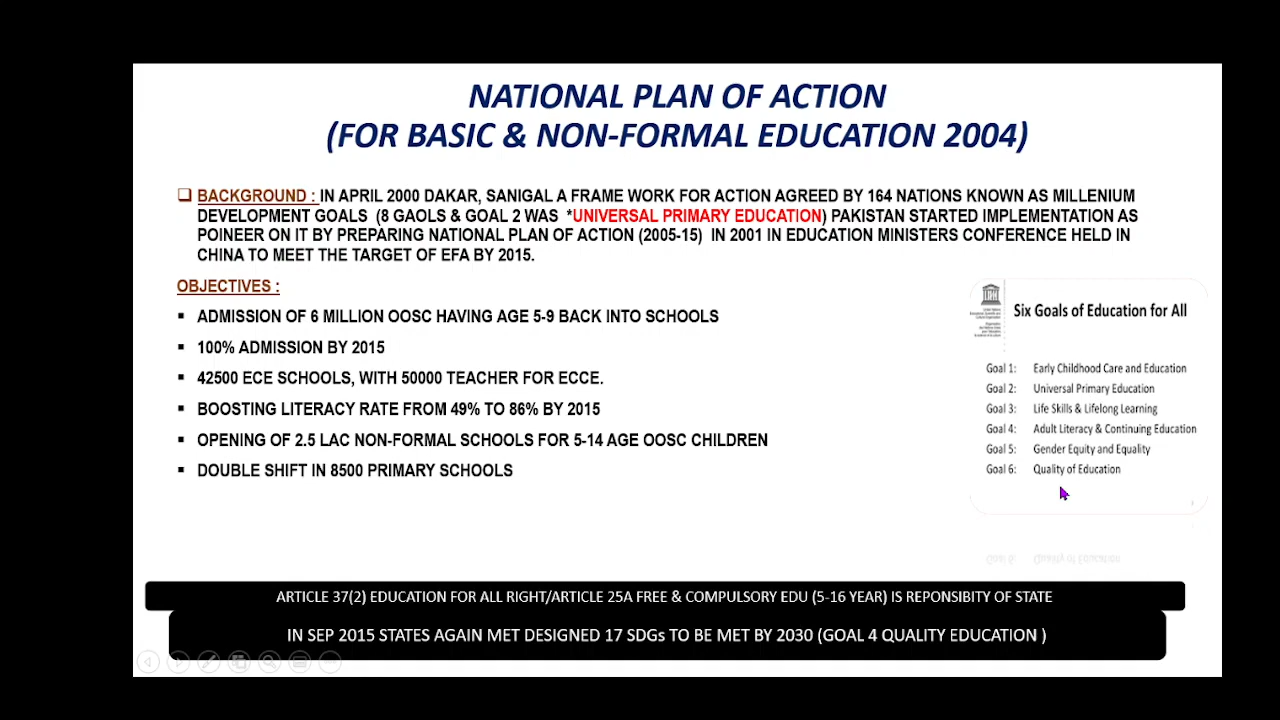 NATIONAL PLAN OF ACTION
(FOR BASIC & NON-FORMAL EDUCATION 2004)
BACKGROUND : IN APRIL 2000 DAKAR, SANIGAL A FRAME WORK FOR ACTION AGREED BY 164 NATIONS KNOWN AS MILLENIUM
DEVELOPMENT GOALS (8 GAOLS & GOAL 2 WAS *UNIVERSAL PRIMARY EDUCATION) PAKISTAN STARTED IMPLEMENTATION AS
POINEER ON IT BY PREPARING NATIONAL PLAN OF ACTION (2005-15) IN 2001 IN EDUCATION MINISTERS CONFERENCE HELD IN
CHINA TO MEET THE TARGET OF EFA BY 2015.
OBJECTIVES :
ADMISSION OF 6 MILLION OOSC HAVING AGE 5-9 BACK INTO SCHOOLS
100% ADMISSION BY 2015
42500 ECE SCHOOLS, WITH 50000 TEACHER FOR ECCE.
BOOSTING LITERACY RATE FROM 49% TO 86% BY 2015
OPENING OF 2.5 LAC NON-FORMAL SCHOOLS FOR 5-14 AGE OOSC CHILDREN
DOUBLE SHIFT IN 8500 PRIMARY SCHOOLS
Six Goals of Education for All
Goal 1: Early Childhood Care and Education
Goal 2: Universal Primary Education
Goal 3: Life Skills & Lifelong Learning
Goal 4: Adult Literacy & Continuing Education
Goal 5: Gender Equity and Equality
Goal 6: Quality of Education
ARTICLE 37(2) EDUCATION FOR ALL RIGHT/ARTICLE 25A FREE & COMPULSORY EDU (5-16 YEAR) IS REPONSIBITY OF STATE
IN SEP 2015 STATES AGAIN MET DESIGNED 17 SDGs TO BE MET BY 2030 (GOAL 4 QUALITY EDUCATION )